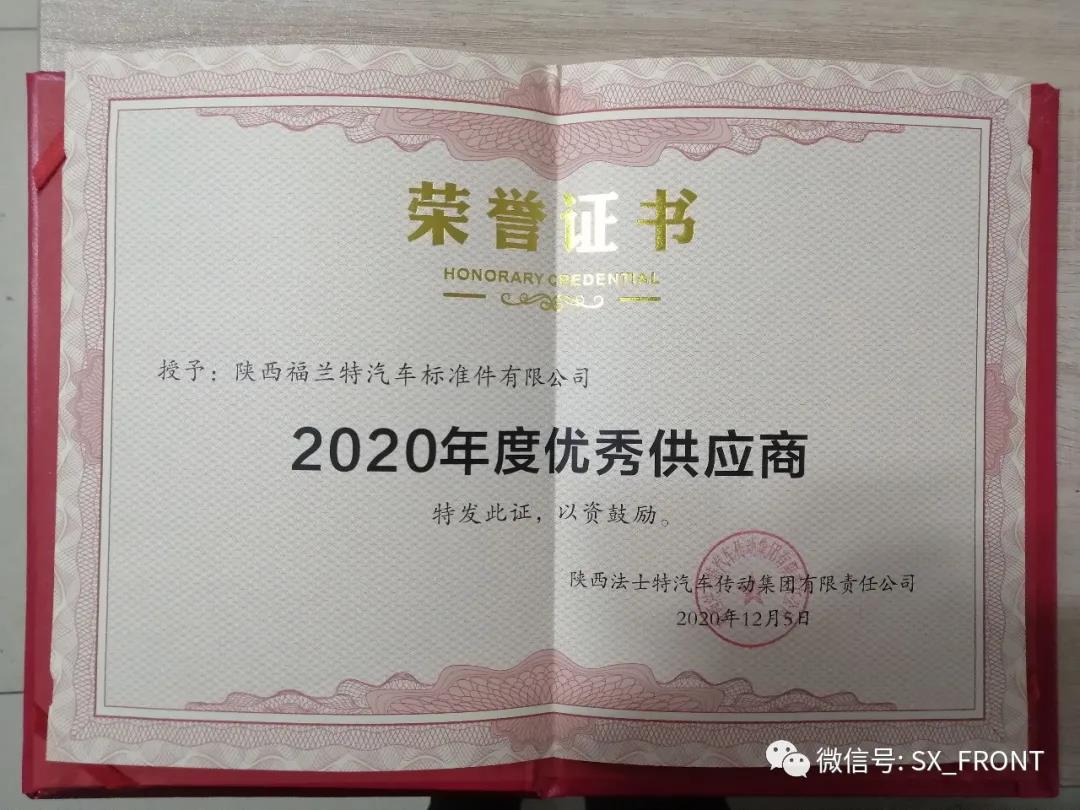 荣誉证书
HONORARY CREDENTIAL
授予：陕西福兰特汽车标准件有限公司
2020年度优秀供应商
特发此证，以资鼓励。
陕西法士特汽车传动集团有限责任公司
2020年12月5日
微信号: SX_FRONT